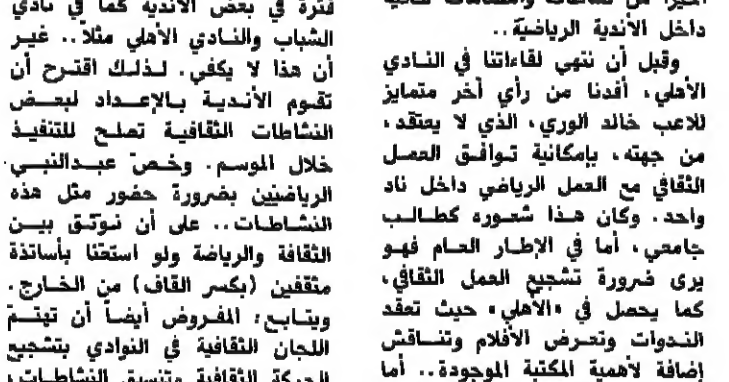 داخل الأندية الرياضية..
وقبل أن ننهي لقاءاتنا في النادي
الأهلي، أفدنا من رأي آخر متمايز
للاعب خالد الوري، الذي لا يعتقد،
من جهته، بإمكانية توافق العمل
الثقافي مع العمل الرياضي داخل ناد
واحد. وكان هذا شعوره كطالب
جامعي، أما في الإطار العام فهو
يرى ضرورة تشجيع العمل الثقافي،
كما يحصل في «الأهلي» حيث تعقد
الندوات وتعرض الأفلام وتناقش
إضافة لأهمية المكتبة الموجودة.. أما
فترة في بعض الأندية كما في نادي
الشباب والنادي الأهلي مثلاً.. غير
أن هذا لا يكفي. لذلك اقترح أن
تقوم الأندية بالإعداد لبعض
النشاطات الثقافية تصلح للتنفيذ
خلال الموسم. وخصّ عبدالنبي
الرياضيين بضرورة حضور مثل هذه
النشاطات.. على أن نوثق بين
الثقافة والرياضة ولو استعنا بأساتذة
مثقفين (بكسر القاف) من الخارج.
ويتابع: المفروض أيضاً أن تهتمّ
اللجان الثقافية في النوادي بتشجيع
الحركة الثقافية وتنسيق النشاطات،